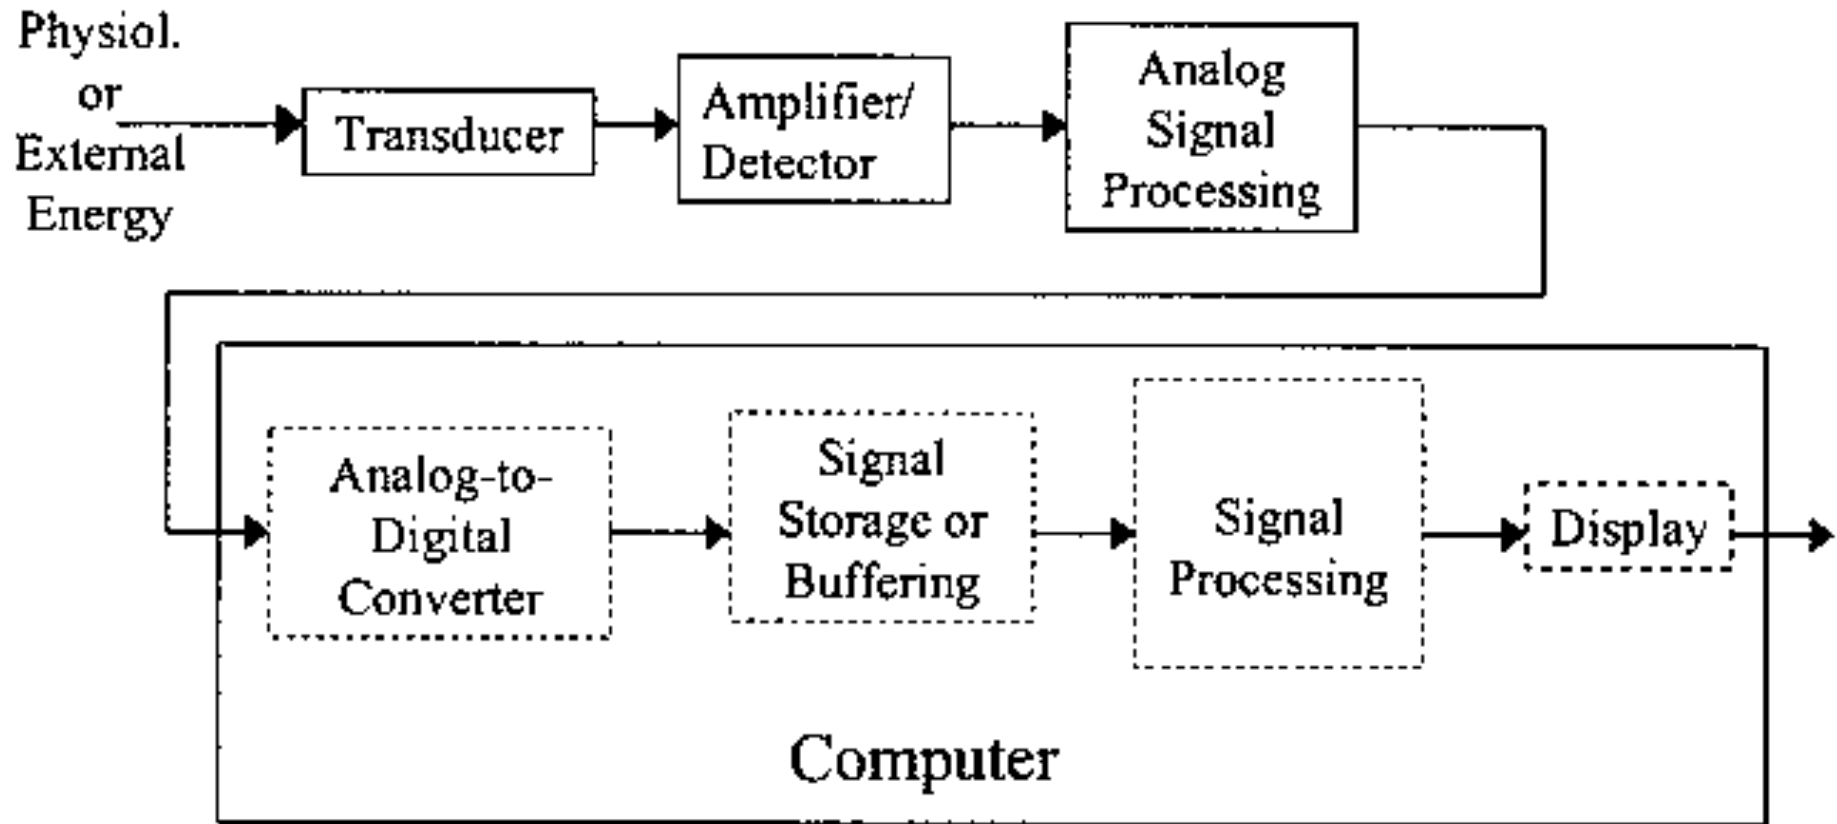 Physiol.
or
External
Energy
Transducer
Amplifier/
Detector
Analog
Signal
Processing
Analog-to-
Digital
Converter
Signal
Storage or
Buffering
Signal
Processing
Display
Computer